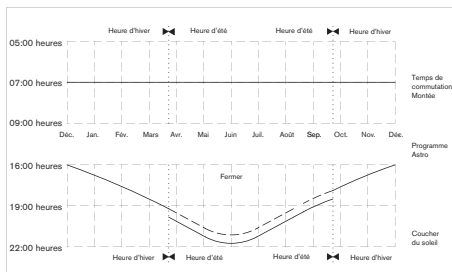 Heure d'hiver Heure d'été Heure d'été Heure d'hiver
05:00 heures
07:00 heures
Temps de
commutation
Montée
09:00 heures
Déc. Jan. Fév. Mars Avr. Mai Juin Juil. Août Sep. Oct. Nov. Déc.
Programme
Astro
16:00 heures
Fermer
19:00 heures
Coucher
du soleil
22:00 heures
Heure d'hiver Heure d'été Heure d'été Heure d'hiver